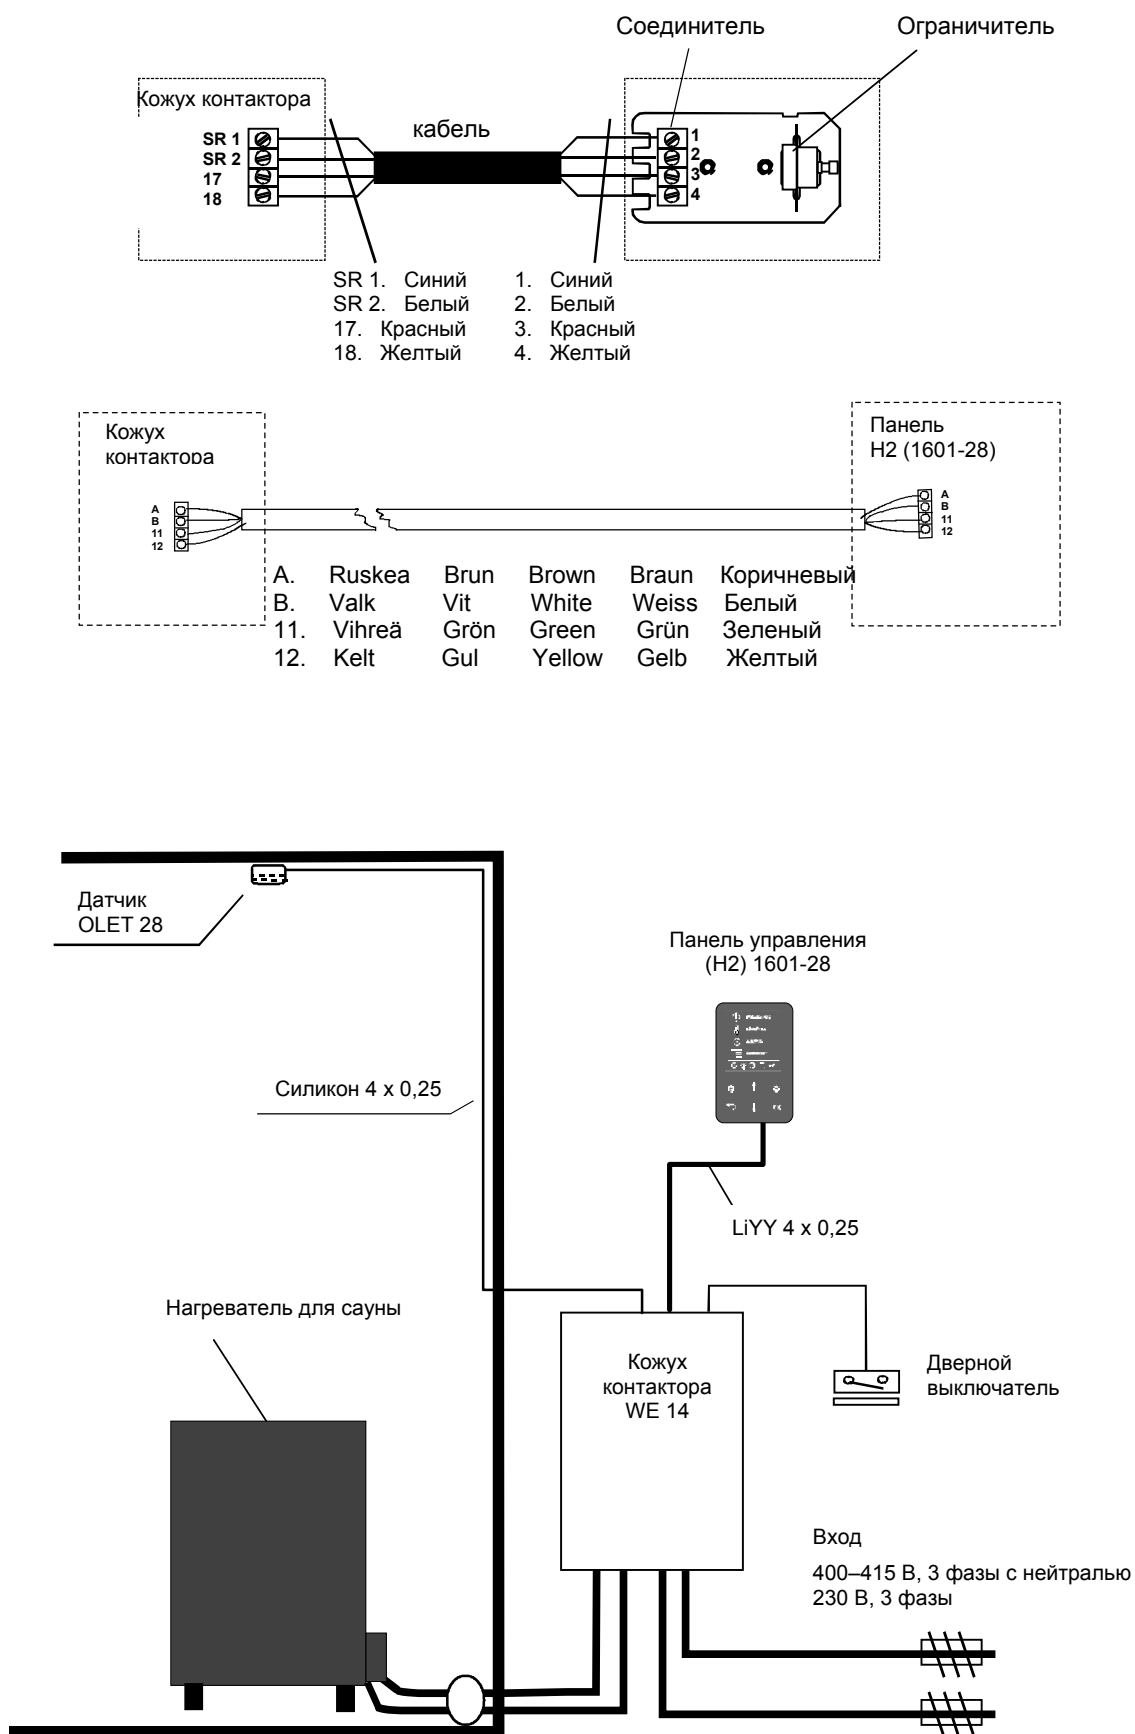 Соединитель
Ограничитель
Кожух контактора
кабель
SR 1
SR 2
17
18
1
2
3
4
SR 1. Синий
SR 2. Белый
17. Красный
18. Желтый
1. Синий
2. Белый
3. Красный
4. Желтый
Кожух
контактора
Панель
H2 (1601-28)
A
B
11
12
A
B
11
12
A. Ruskea Brun Brown Braun Коричневый
B. Valk Vit White Weiss Белый
11. Vihreä Grön Green Grün Зеленый
12. Kelt Gul Yellow Gelb Желтый
Датчик
OLET 28
Панель управления
(H2) 1601-28
Силикон 4 x 0,25
LiYY 4 x 0,25
Нагреватель для сауны
Кожух
контактора
WE 14
Дверной
выключатель
Вход
400–415 В, 3 фазы с нейтралью
230 В, 3 фазы